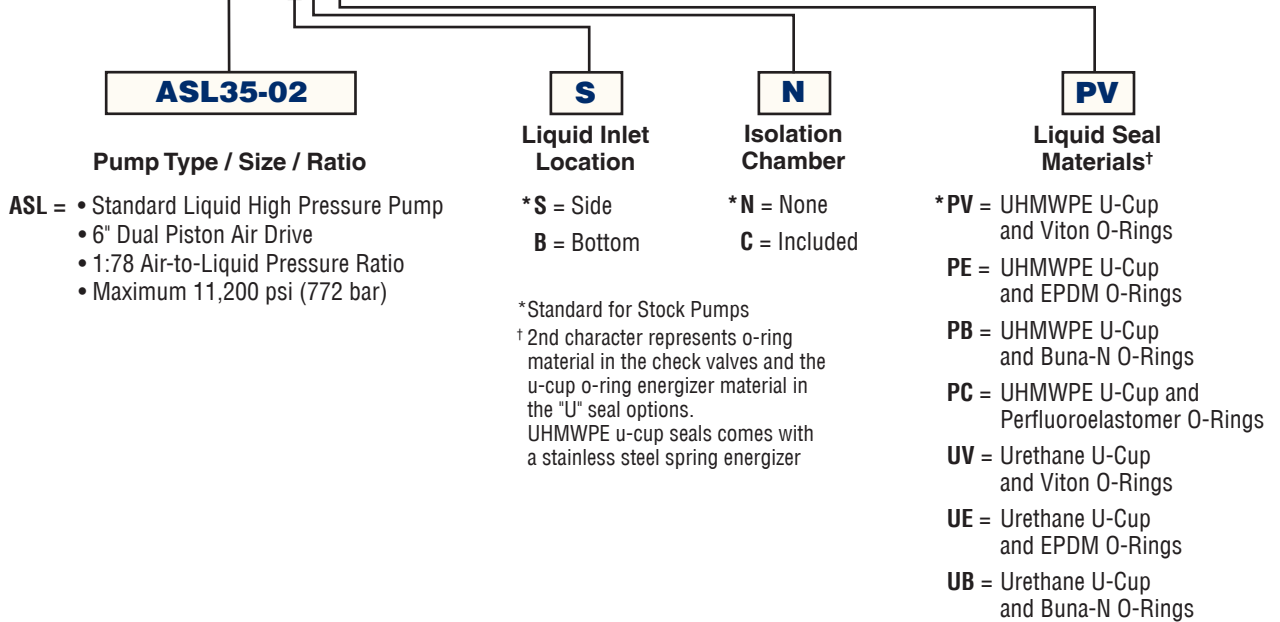 ASL35-02
Pump Type / Size / Ratio
ASL = • Standard Liquid High Pressure Pump
• 6" Dual Piston Air Drive
• 1:78 Air-to-Liquid Pressure Ratio
• Maximum 11,200 psi (772 bar)
S
Liquid Inlet
Location
*S = Side
B = Bottom
N
Isolation
Chamber
*N = None
C = Included
*Standard for Stock Pumps
† 2nd character represents o-ring
material in the check valves and the
u-cup o-ring energizer material in
the "U" seal options.
UHMWPE u-cup seals comes with
a stainless steel spring energizer
PV
Liquid Seal
Materials†
*PV = UHMWPE U-Cup
and Viton O-Rings
PE = UHMWPE U-Cup
and EPDM O-Rings
PB = UHMWPE U-Cup
and Buna-N O-Rings
PC = UHMWPE U-Cup and
Perfluoroelastomer O-Rings
UV = Urethane U-Cup
and Viton O-Rings
UE = Urethane U-Cup
and EPDM O-Rings
UB = Urethane U-Cup
and Buna-N O-Rings